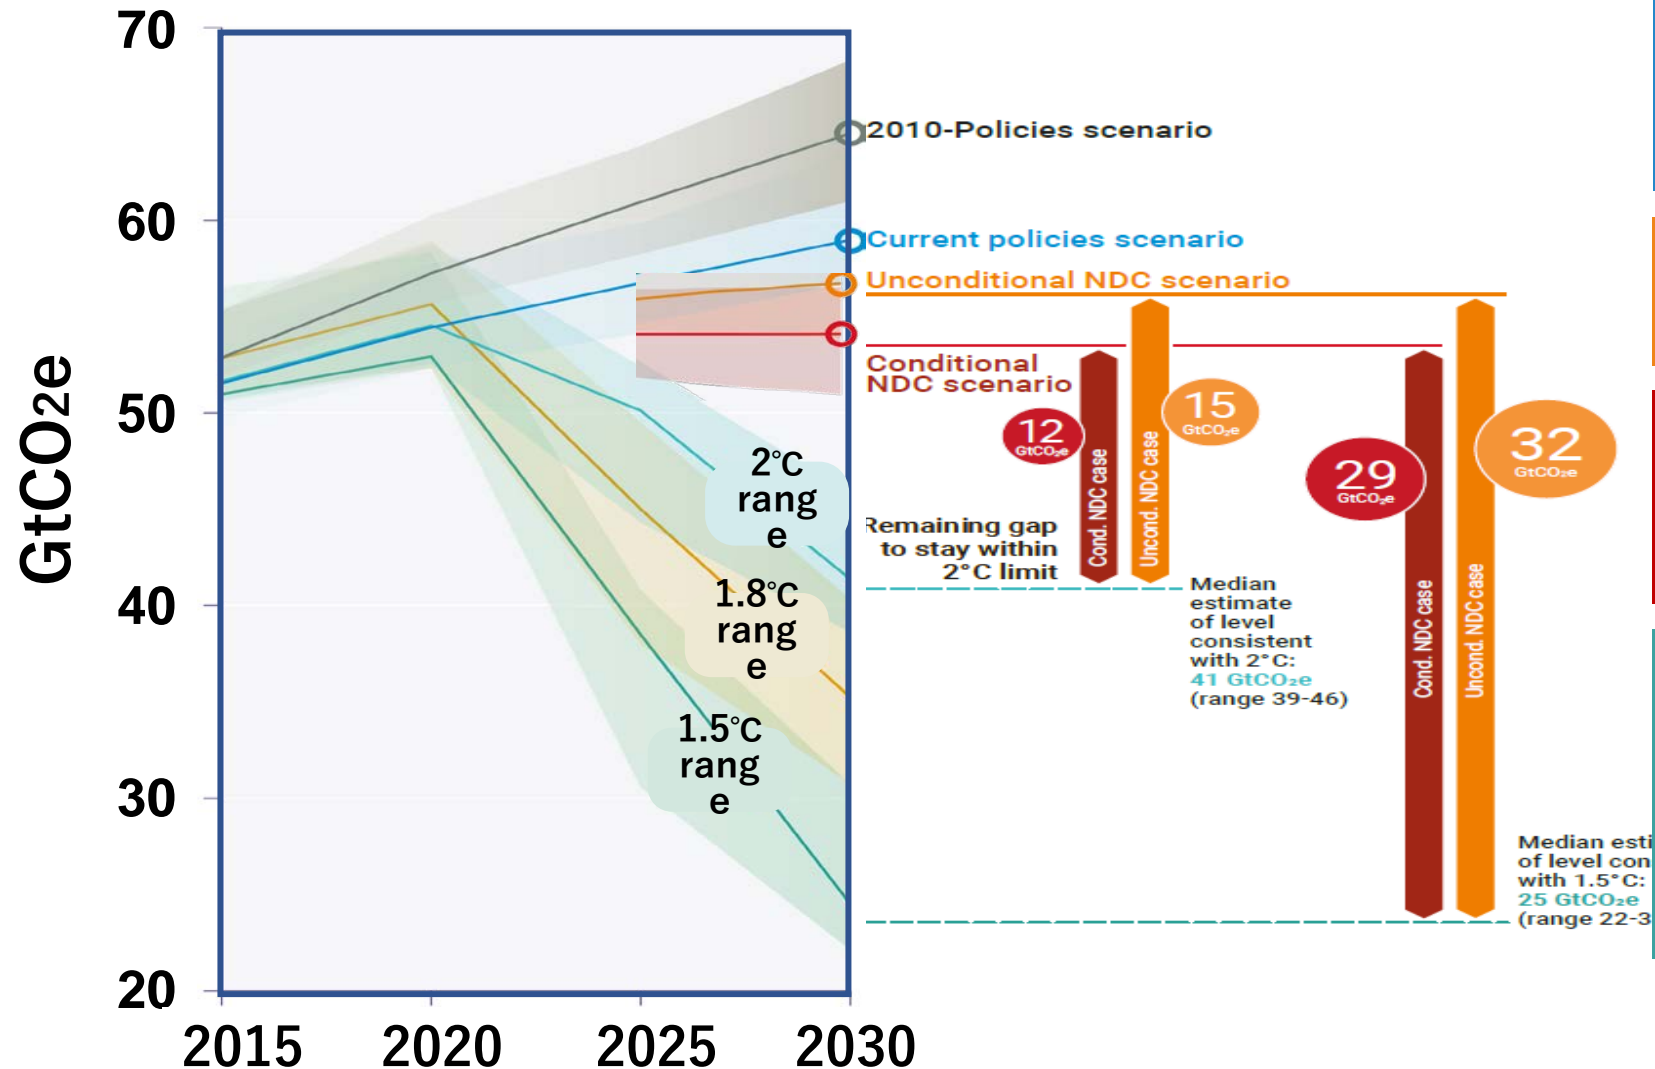 70
60
50
40
30
20
GtCO2e
2015
2020
2025
2030
2010-Policies scenario
Current policies scenario
Unconditional NDC scenario
Conditional
NDC scenario
2°C
rang
e
1.8°C
rang
e
1.5°C
rang
e
12
GtCO₂e
15
GtCO₂e
Cond. NDC case
Uncond. NDC case
Remaining gap
to stay within
2°C limit
Median
estimate
of level
consistent
with 2°C:
41 GtCO₂e
(range 39-46)
29
GtCO₂e
32
GtCO₂e
Cond. NDC case
Uncond. NDC case
Median esti
of level con
with 1.5°C:
25 GtCO₂e
(range 22-3